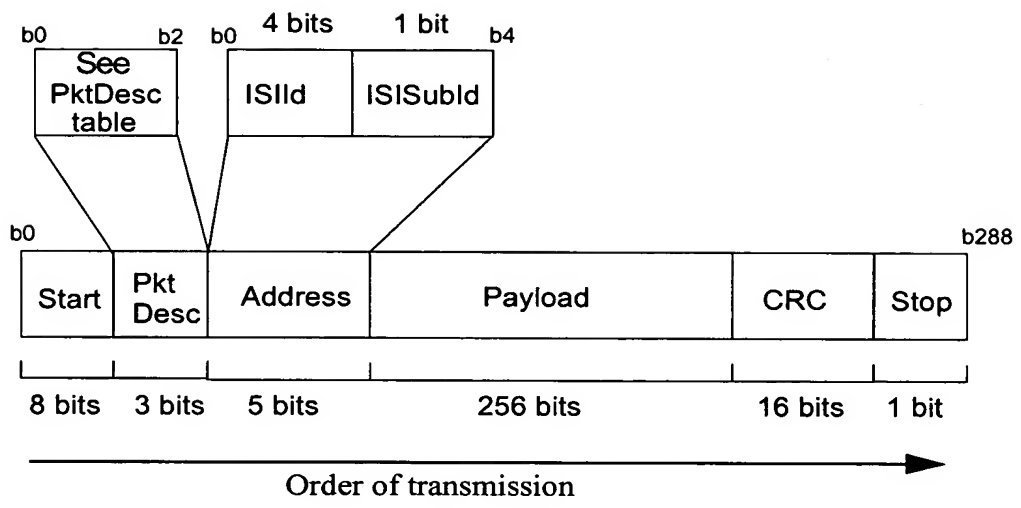 4 bits 1 bit
b0 b2 b0 b4
See
PktDesc
table
ISIId ISISubId
b0 b288
Start Pkt
Desc Address Payload CRC Stop
8 bits 3 bits 5 bits 256 bits 16 bits 1 bit
Order of transmission